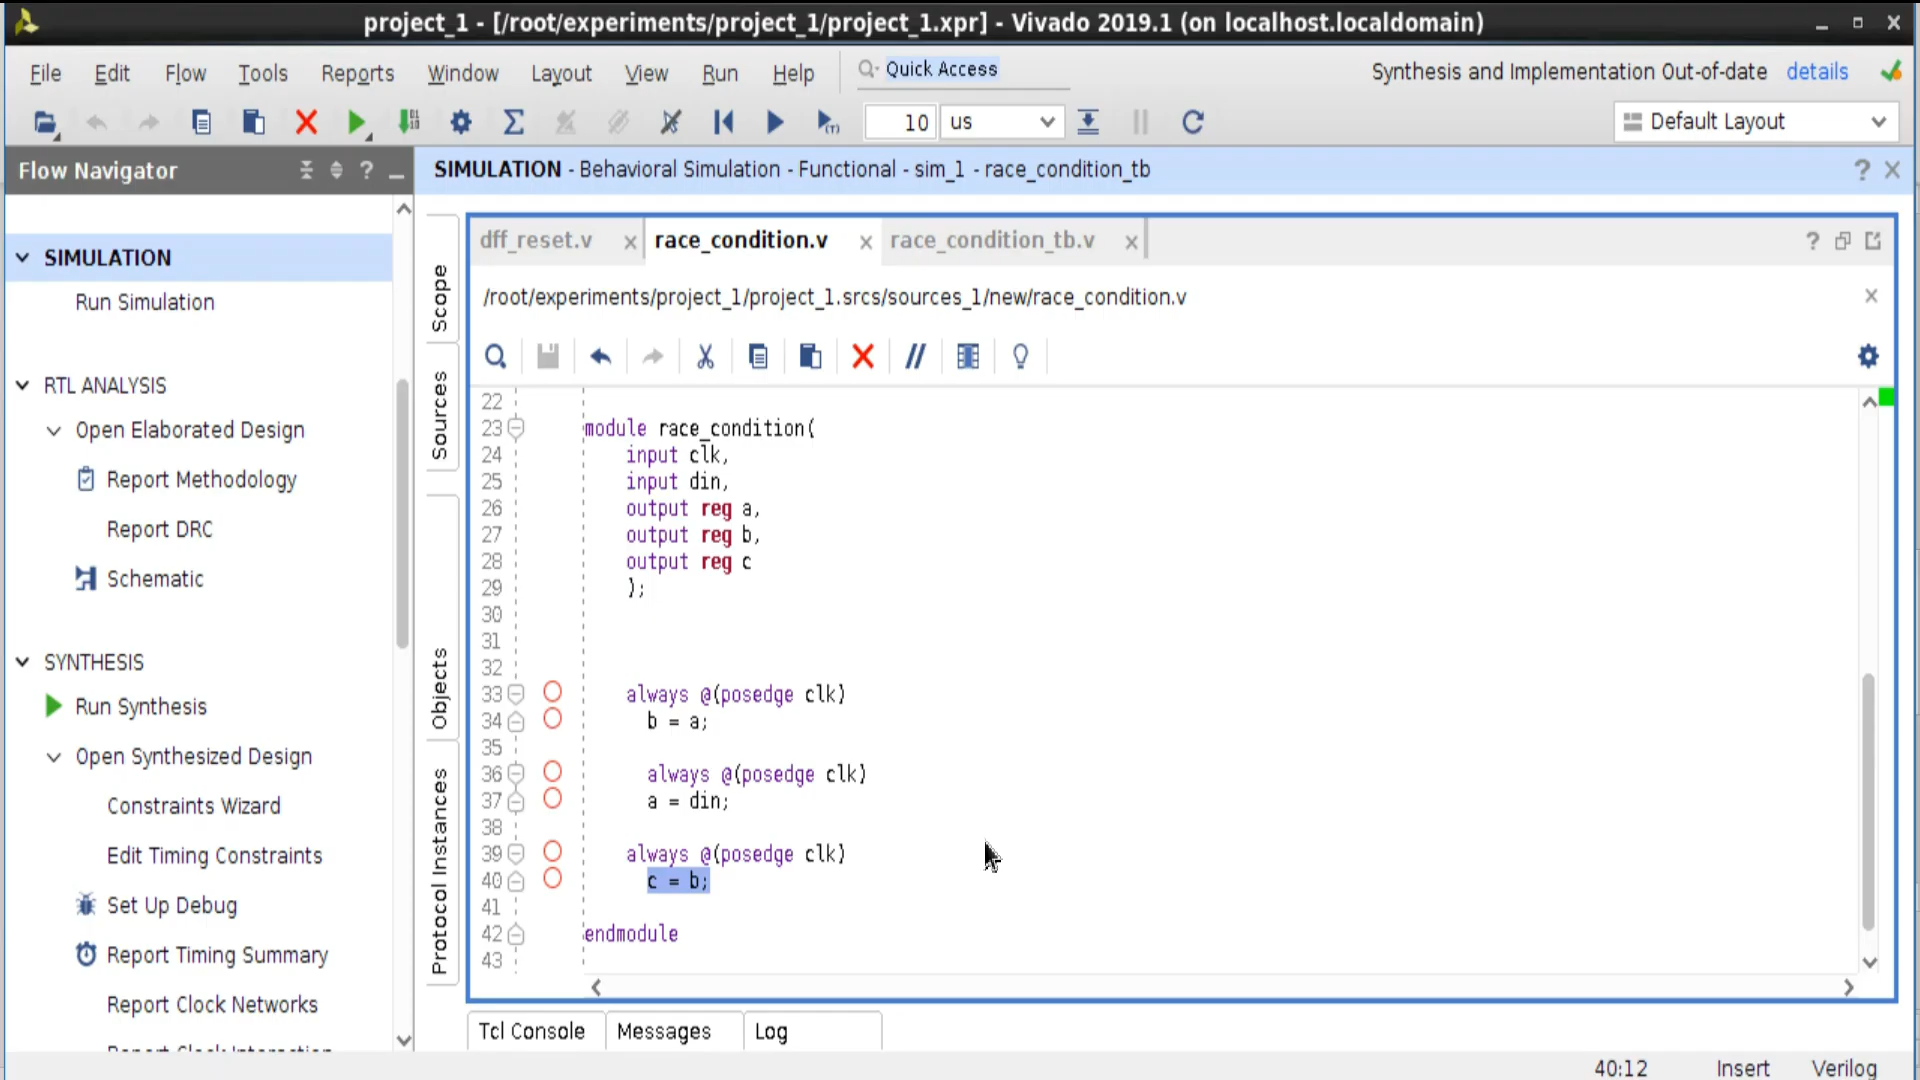 project_1 - [/root/experiments/project_1/project_1.xpr] - Vivado 2019.1 (on localhost.localdomain)
File Edit Flow Tools Reports Window Layout View Run Help Quick Access Synthesis and Implementation Out-of-date details
10 us Default Layout
Flow Navigator
SIMULATION - Behavioral Simulation - Functional - sim_1 - race_condition_tb
SIMULATION
Run Simulation
RTL ANALYSIS
Open Elaborated Design
Report Methodology
Report DRC
Schematic
SYNTHESIS
Run Synthesis
Open Synthesized Design
Constraints Wizard
Edit Timing Constraints
Set Up Debug
Report Timing Summary
Report Clock Networks
Report Clock Interaction
Scope
Sources
Objects
Protocol Instances
dff_reset.v race_condition.v race_condition_tb.v
/root/experiments/project_1/project_1.srcs/sources_1/new/race_condition.v
22
23 module race_condition(
24 input clk,
25 input din,
26 output reg a,
27 output reg b,
28 output reg c
29 );
30
31
32
33 always @(posedge clk)
34 b = a;
35
36 always @(posedge clk)
37 a = din;
38
39 always @(posedge clk)
40 c = b;
41
42 endmodule
43
Tcl Console Messages Log
40:12 Insert Verilog